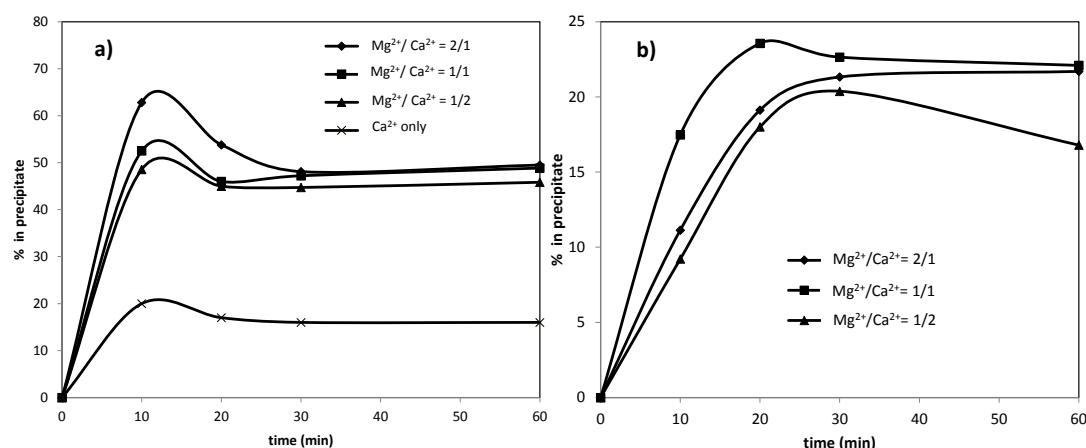 a)
% in precipitate
80
70
60
50
40
30
20
10
0
Mg²⁺/ Ca²⁺ = 2/1
Mg²⁺/ Ca²⁺ = 1/1
Mg²⁺/ Ca²⁺ = 1/2
Ca²⁺ only
0 10 20 30 40 50 60
time (min)
b)
% in precipitate
25
20
15
10
5
0
Mg²⁺/Ca²⁺= 2/1
Mg²⁺/Ca²⁺= 1/1
Mg²⁺/Ca²⁺= 1/2
0 10 20 30 40 50 60
time (min)